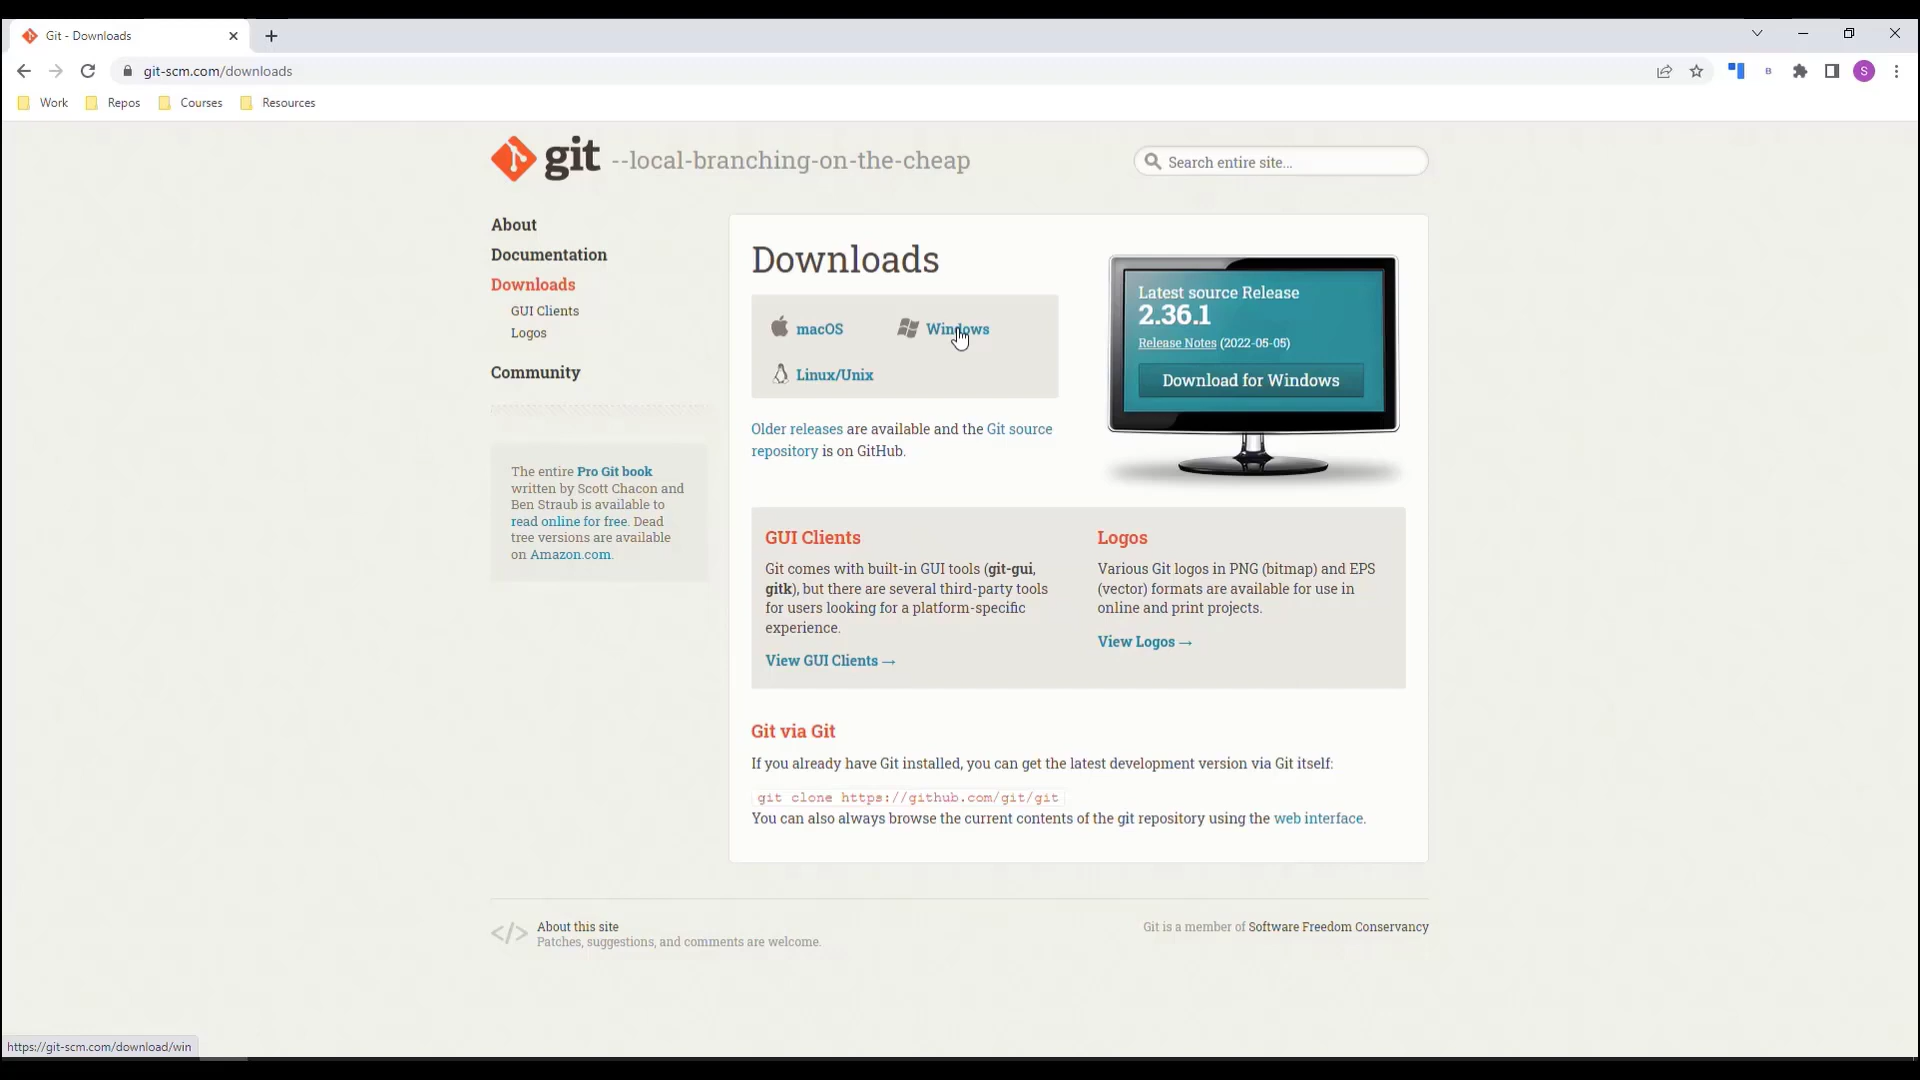 Git - Downloads
git-scm.com/downloads
S
B
Work
Repos
Courses
Resources
git --local-branching-on-the-cheap
Search entire site...
About
Documentation
Downloads
GUI Clients
Logos
Community
The entire Pro Git book
written by Scott Chacon and
Ben Straub is available to
read online for free. Dead
tree versions are available
on Amazon.com.
Downloads
macOS
Windows
Linux/Unix
Older releases are available and the Git source
repository is on GitHub.
Latest source Release
2.36.1
Release Notes (2022-05-05)
Download for Windows
GUI Clients
Git comes with built-in GUI tools (git-gui,
gitk), but there are several third-party tools
for users looking for a platform-specific
experience.
View GUI Clients →
Logos
Various Git logos in PNG (bitmap) and EPS
(vector) formats are available for use in
online and print projects.
View Logos →
Git via Git
If you already have Git installed, you can get the latest development version via Git itself:
git clone https://github.com/git/git
You can also always browse the current contents of the git repository using the web interface.
</> About this site
Patches, suggestions, and comments are welcome.
Git is a member of Software Freedom Conservancy
https://git-scm.com/download/win